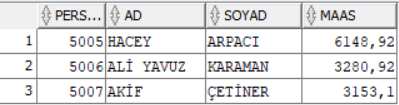 PERS... AD SOYAD MAAS
1 5005 HACEY ARPACI 6148,92
2 5006 ALİ YAVUZ KARAMAN 3280,92
3 5007 AKİF ÇETİNER 3153,1